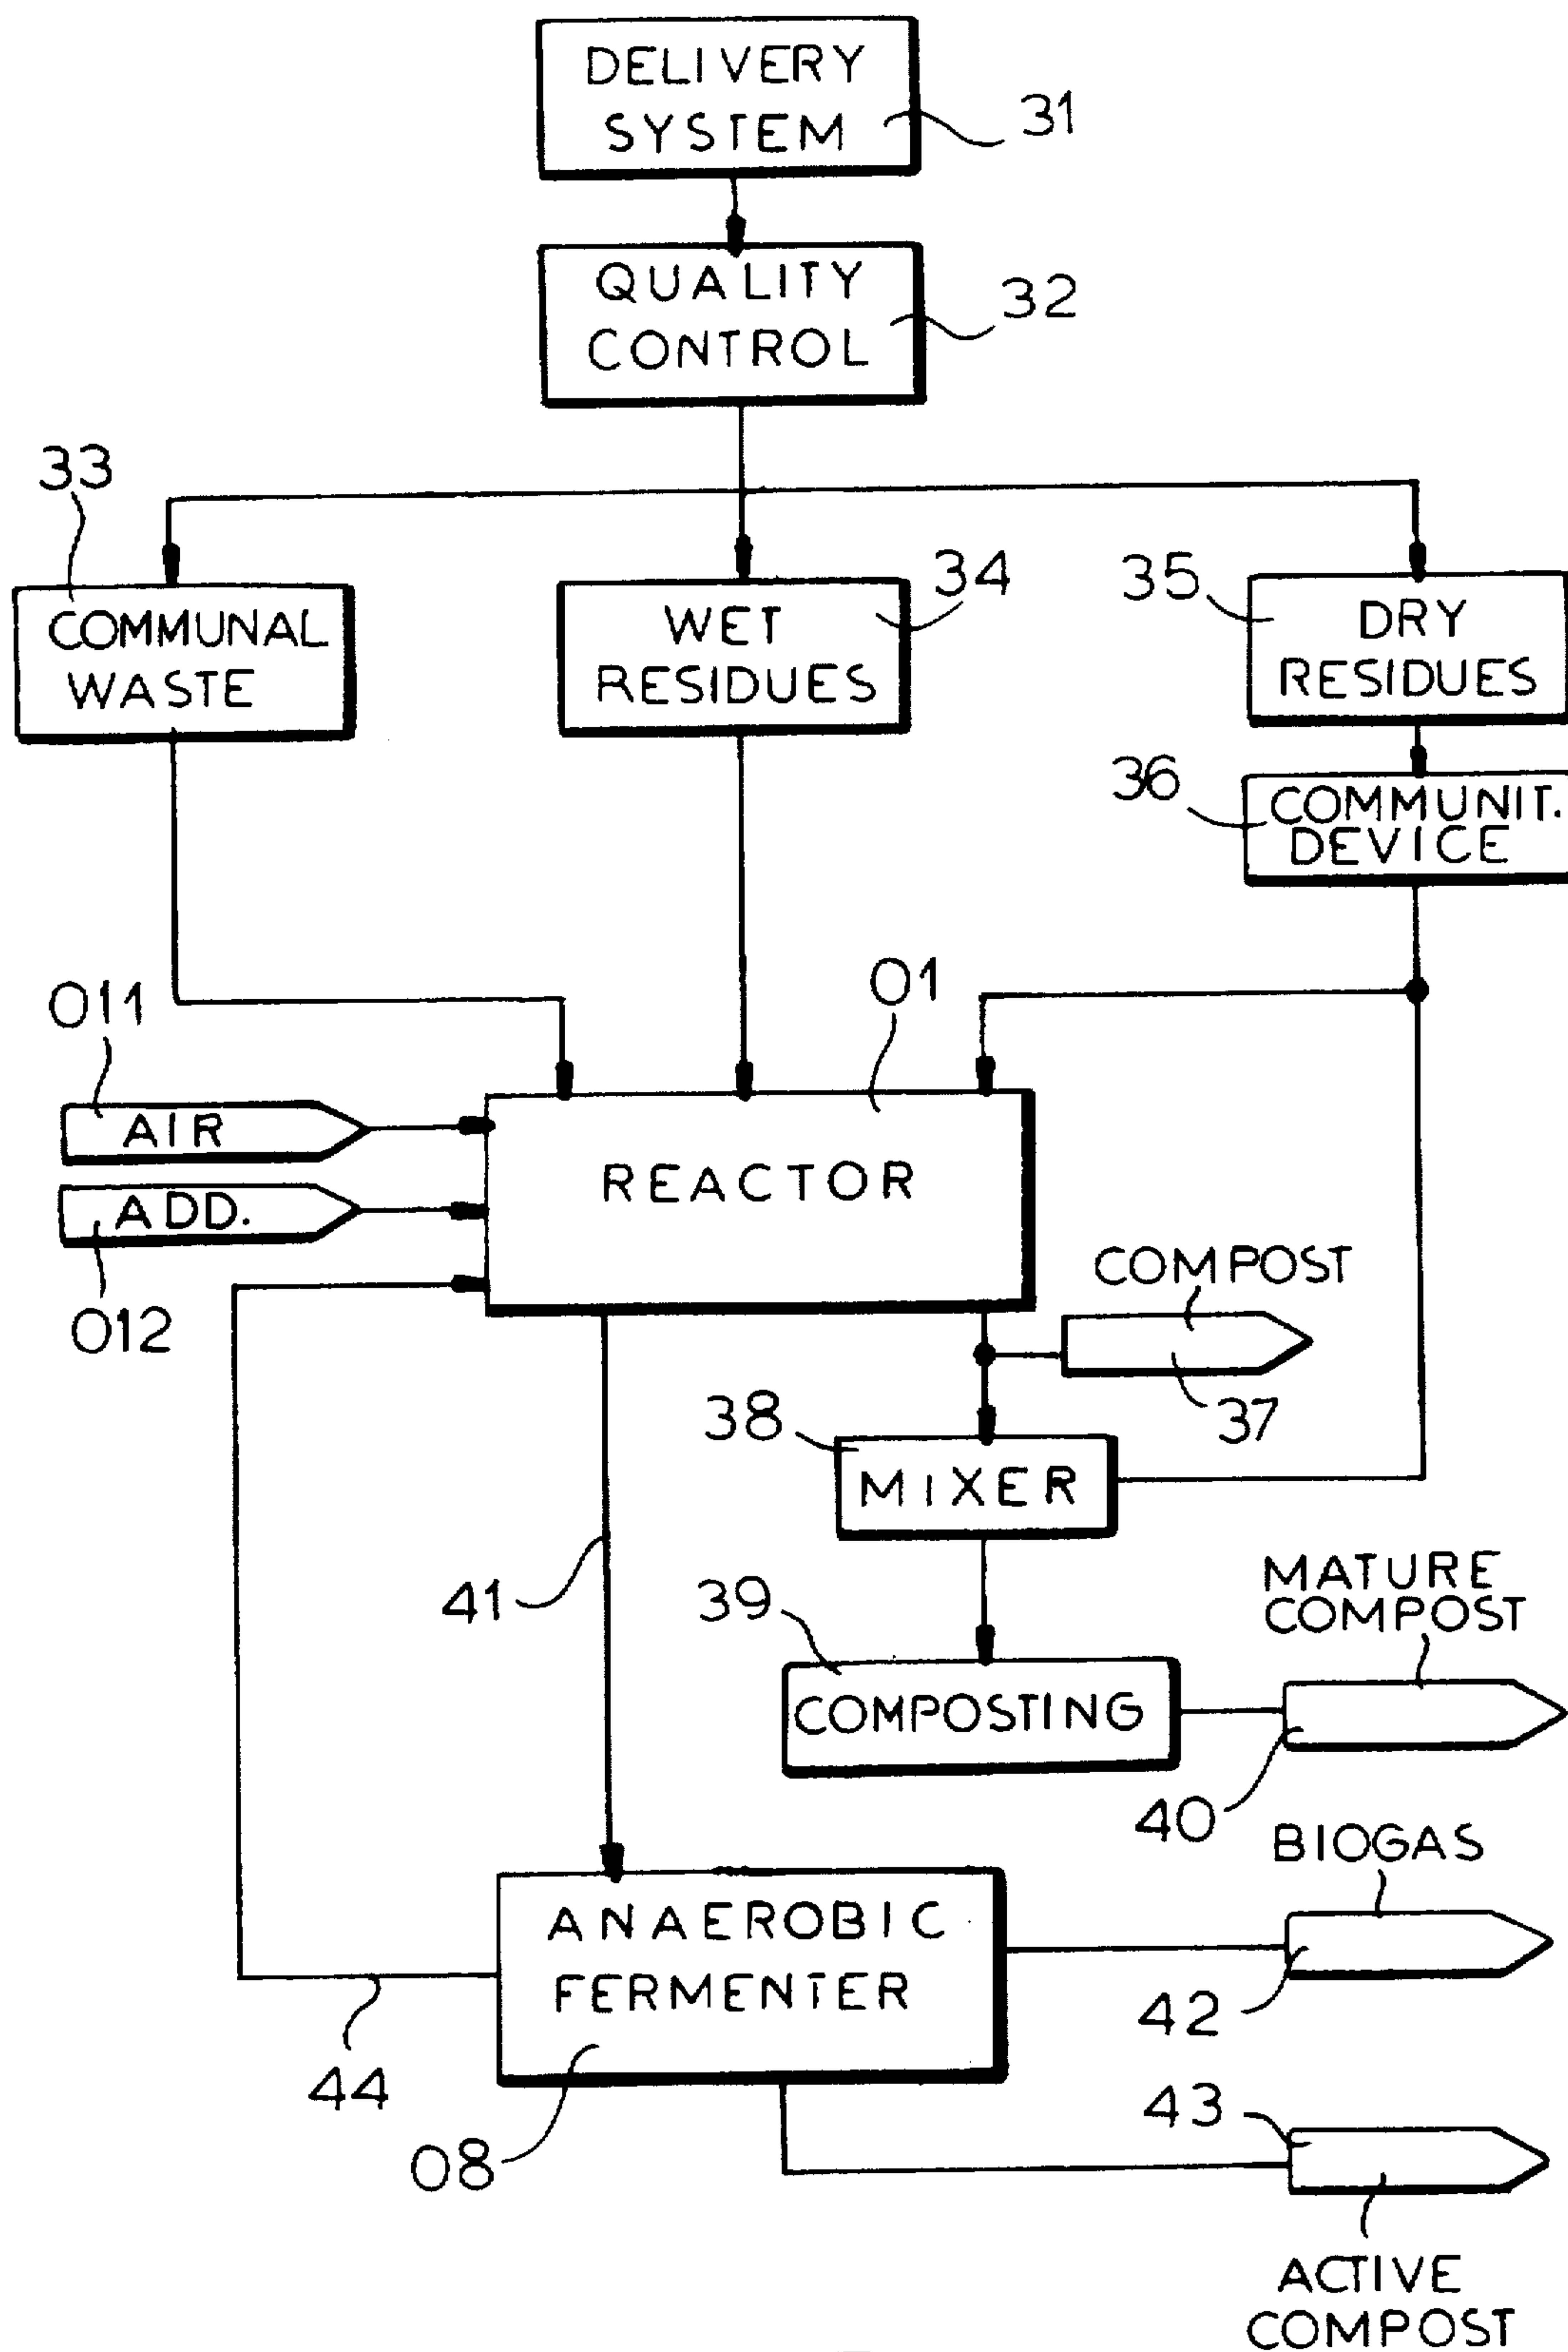 DELIVERY
SYSTEM
31
QUALITY
CONTROL
32
33
COMMUNAL
WASTE
34
WET
RESIDUES
35
DRY
RESIDUES
36
COMMUNIT.
DEVICE
011
AIR
01
REACTOR
ADD.
012
COMPOST
37
38
MIXER
41
39
COMPOSTING
MATURE
COMPOST
40
BIOGAS
ANAEROBIC
FERMENTER
42
44
08
43
ACTIVE
COMPOST